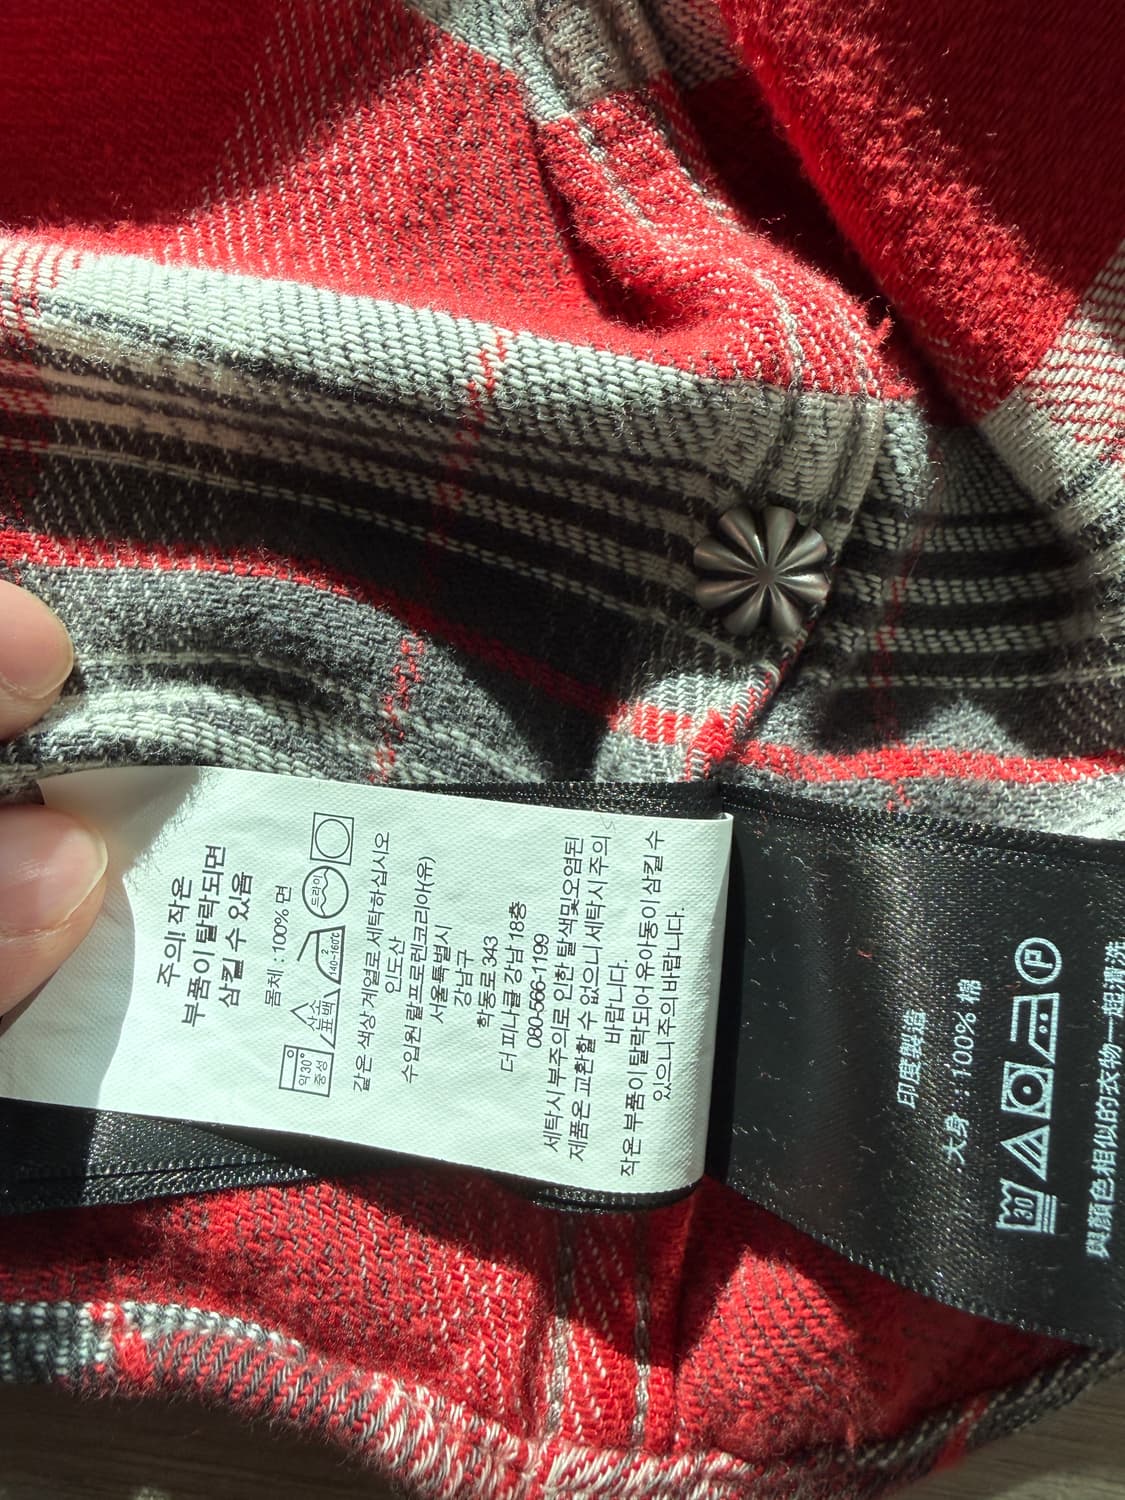 주의! 작은
부품이 탈락되면
삼킬 수 있음
몸체 : 100% 면
약30°
중성
산소
표백
2
140-160℃
드라이
같은 색상 계열로 세탁하십시오
인도산
수입원 랄프로렌코리아(유)
서울특별시
강남구
학동로 343
더 피나클 강남 18층
080-566-1199
세탁시 부주의로 인한 탈색및오염된
제품은 교환할 수 없으니 세탁시 주의
바랍니다.
작은 부품이 탈락되어 유아동이 삼킬 수
있으니 주의 바랍니다.
印度製造
大身 : 100% 棉
30
P
與顏色相似的衣物一起清洗